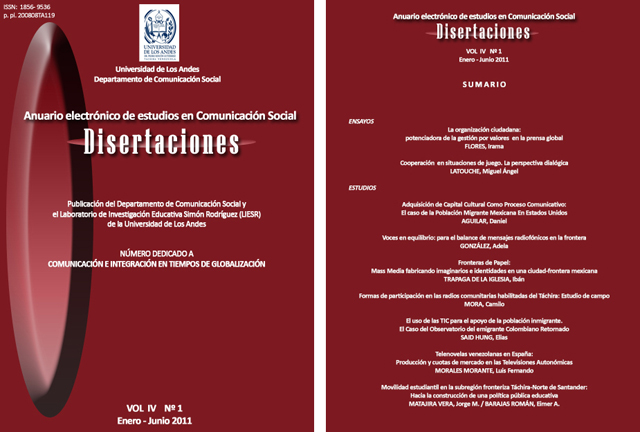 ISSN: 1856- 9536
p. pi. 200808TA119
UNIVERSIDAD
DE LOS ANDES
Universidad de Los Andes
Departamento de Comunicación Social
Anuario electrónico de estudios en Comunicación Social
Disertaciones
Publicación del Departamento de Comunicación Social y
el Laboratorio de Investigación Educativa Simón Rodríguez (LIESR)
de la Universidad de Los Andes
NÚMERO DEDICADO A
COMUNICACIÓN E INTEGRACIÓN EN TIEMPOS DE GLOBALIZACIÓN
VOL IV Nº 1
Enero - Junio 2011
Anuario electrónico de estudios en Comunicación Social
Disertaciones
VOL IV Nº 1
Enero - Junio 2011
SUMARIO
ENSAYOS
La organización ciudadana:
potenciadora de la gestión por valores en la prensa global
FLORES, Irama
Cooperación en situaciones de juego. La perspectiva dialógica
LATOUCHE, Miguel Ángel
ESTUDIOS
Adquisición de Capital Cultural Como Proceso Comunicativo:
El caso de la Población Migrante Mexicana En Estados Unidos
AGUILAR, Daniel
Voces en equilibrio: para el balance de mensajes radiofónicos en la frontera
GONZÁLEZ, Adela
Fronteras de Papel:
Mass Media fabricando imaginarios e identidades en una ciudad-frontera mexicana
TRAPAGA DE LA IGLESIA, Ibán
Formas de participación en las radios comunitarias habilitadas del Táchira: Estudio de campo
MORA, Camilo
El uso de las TIC para el apoyo de la población inmigrante.
El Caso del Observatorio del emigrante Colombiano Retornado
SAID HUNG, Elias
Telenovelas venezolanas en España:
Producción y cuotas de mercado en las Televisiones Autonómicas
MORALES MORANTE, Luis Fernando
Movilidad estudiantil en la subregión fronteriza Táchira-Norte de Santander:
Hacia la construcción de una política pública educativa
MATAJIRA VERA, Jorge M. / BARAJAS ROMÁN, Elmer A.